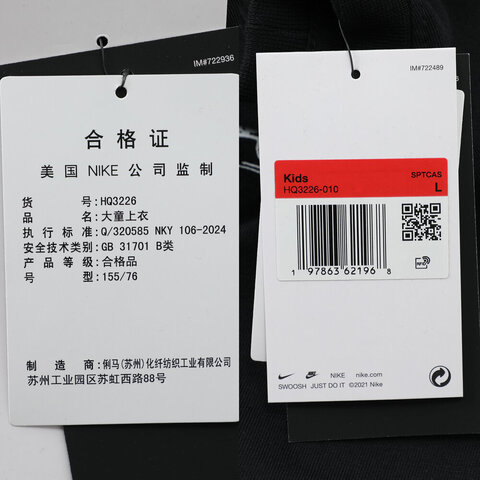 IM#722936
合格证
美国 NIKE 公司监制
货号:HQ3226
品名:大童上衣
执行标准:Q/320585 NKY 106-2024
安全技术类别:GB 31701 B类
产品等级:合格品
号型:155/76
制造商:俐马(苏州)化纤纺织工业有限公司
苏州工业园区苏虹西路88号
IM#722489
Kids
SPTCAS
HQ3226-010
L
1 97863 62196 8
RFID
NIKE nike.com
SWOOSH JUST DO IT ©2021 Nike